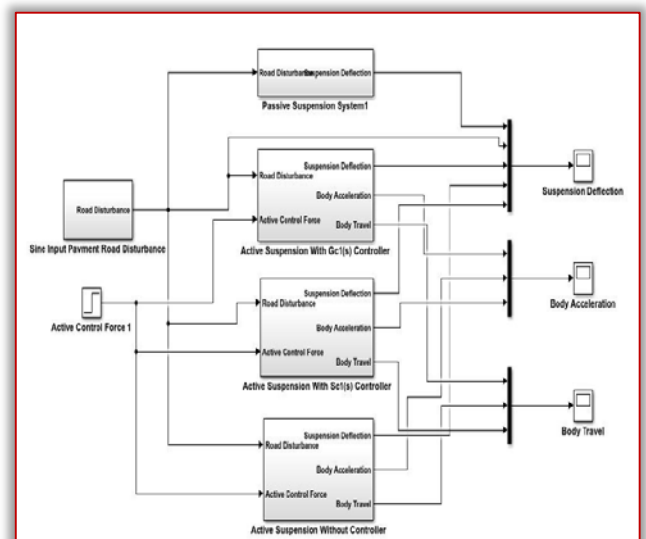 Road Disturbance Suspension Deflection
Passive Suspension System1
Suspension Deflection
Road Disturbance
Body Acceleration
Active Control Force
Body Travel
Active Suspension With Gc1(s) Controller
Suspension Deflection
Road Disturbance
Sine Input Pavment Road Disturbance
Body Acceleration
Active Control Force 1
Suspension Deflection
Road Disturbance
Body Acceleration
Active Control Force
Body Travel
Active Suspension With Sc1(s) Controller
Body Travel
Suspension Deflection
Road Disturbance
Body Acceleration
Active Control Force
Body Travel
Active Suspension Without Controller